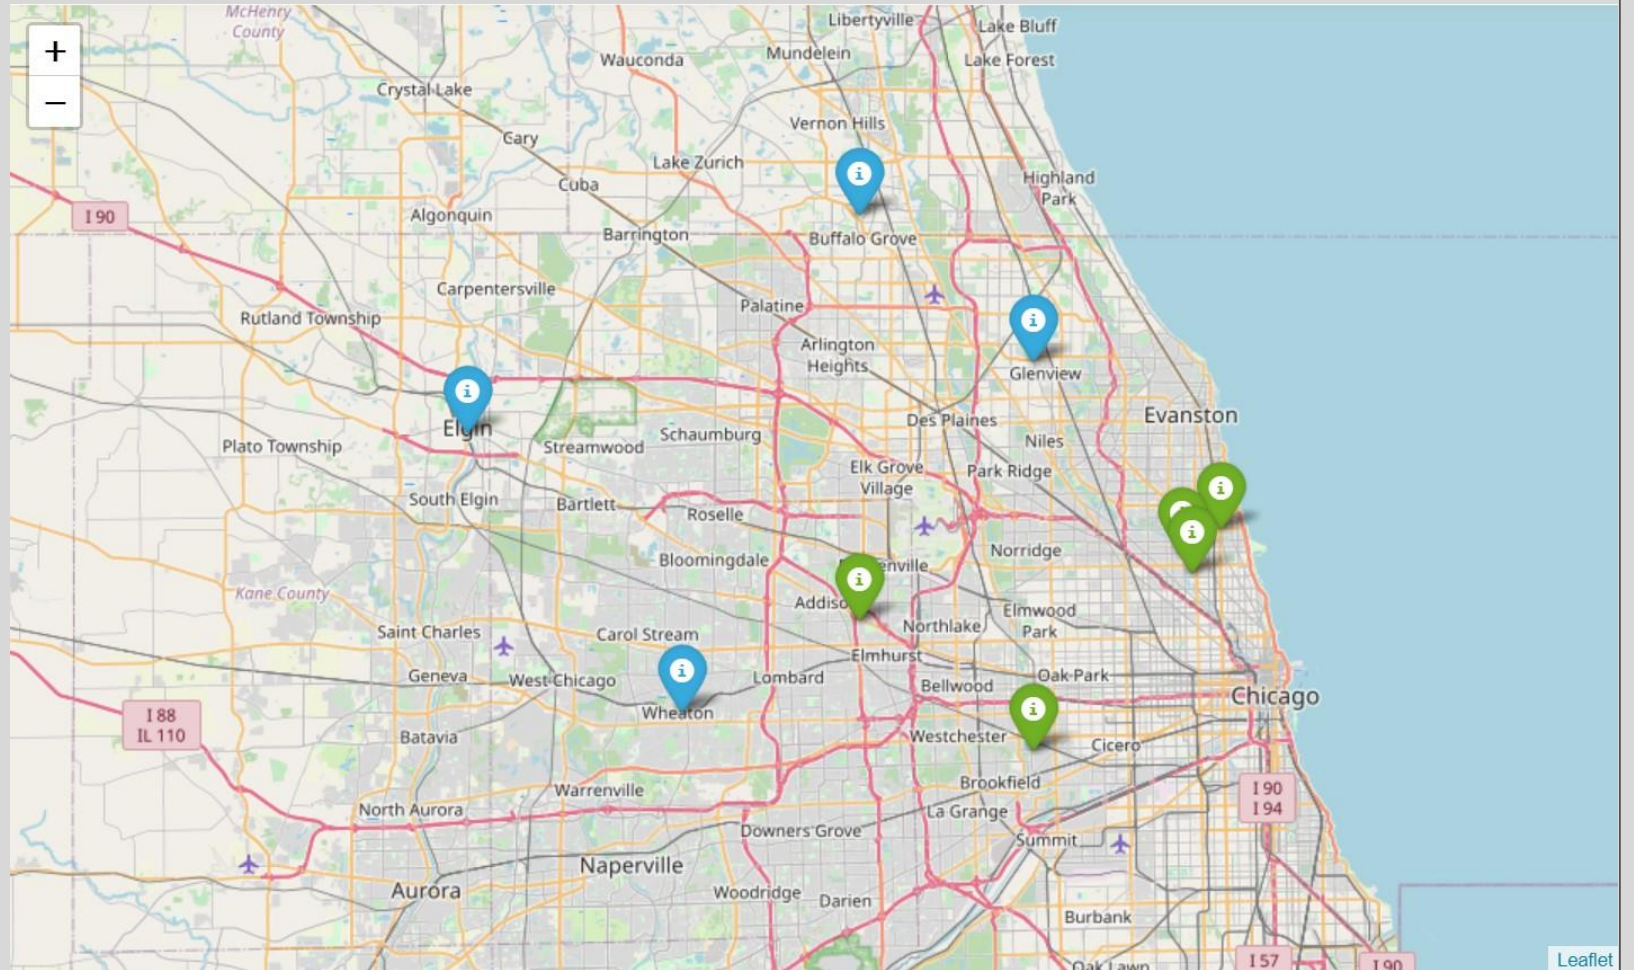 McHenry
County
Libertyville
Lake Bluff
+
Wauconda
Mundelein
Lake Forest
Crystal Lake
−
Vernon Hills
Cary
Lake Zurich
Cuba
Highland
Park
I 90
Algonquin
Barrington
Buffalo Grove
Carpentersville
Palatine
Rutland Township
Arlington
Heights
Glenview
Elgin
Evanston
Des Plaines
Plato Township
Streamwood
Schaumburg
Niles
Elk Grove
Village
Park Ridge
South Elgin
Bartlett
Roselle
Norridge
Bloomingdale
enville
Kane County
Addiso
Elmwood
Park
Saint Charles
Carol Stream
Northlake
Elmhurst
Geneva
West Chicago
Lombard
Bellwood
Oak Park
Chicago
Wheaton
I 88
IL 110
Batavia
Westchester
Cicero
Warrenville
Brookfield
I 90
I 94
North Aurora
La Grange
Downers Grove
Summit
Naperville
Aurora
Woodridge
Darien
Burbank
I 57
I 90
Oak Lawn
Leaflet